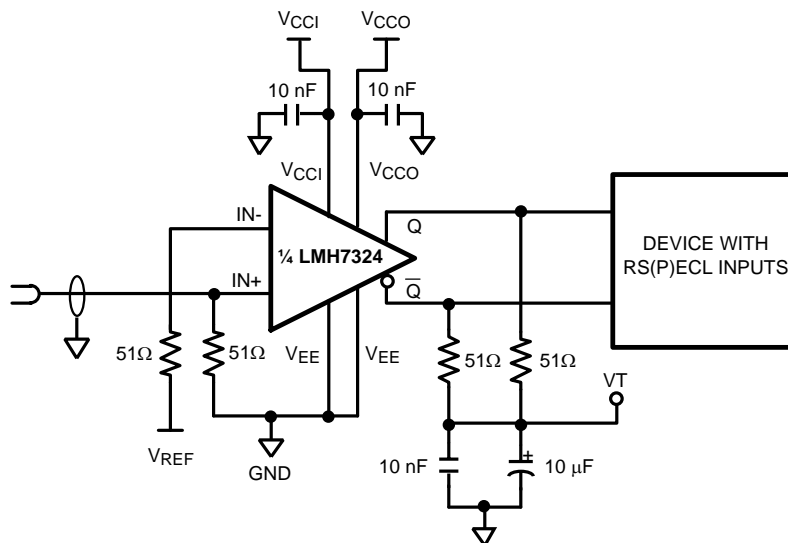 VCCI VCCO
10 nF 10 nF
VCCI VCCO
IN- Q
¼ LMH7324
DEVICE WITH
RS(P)ECL INPUTS
IN+ Q̅
51Ω 51Ω VEE VEE 51Ω 51Ω VT
VREF GND 10 nF + 10 µF